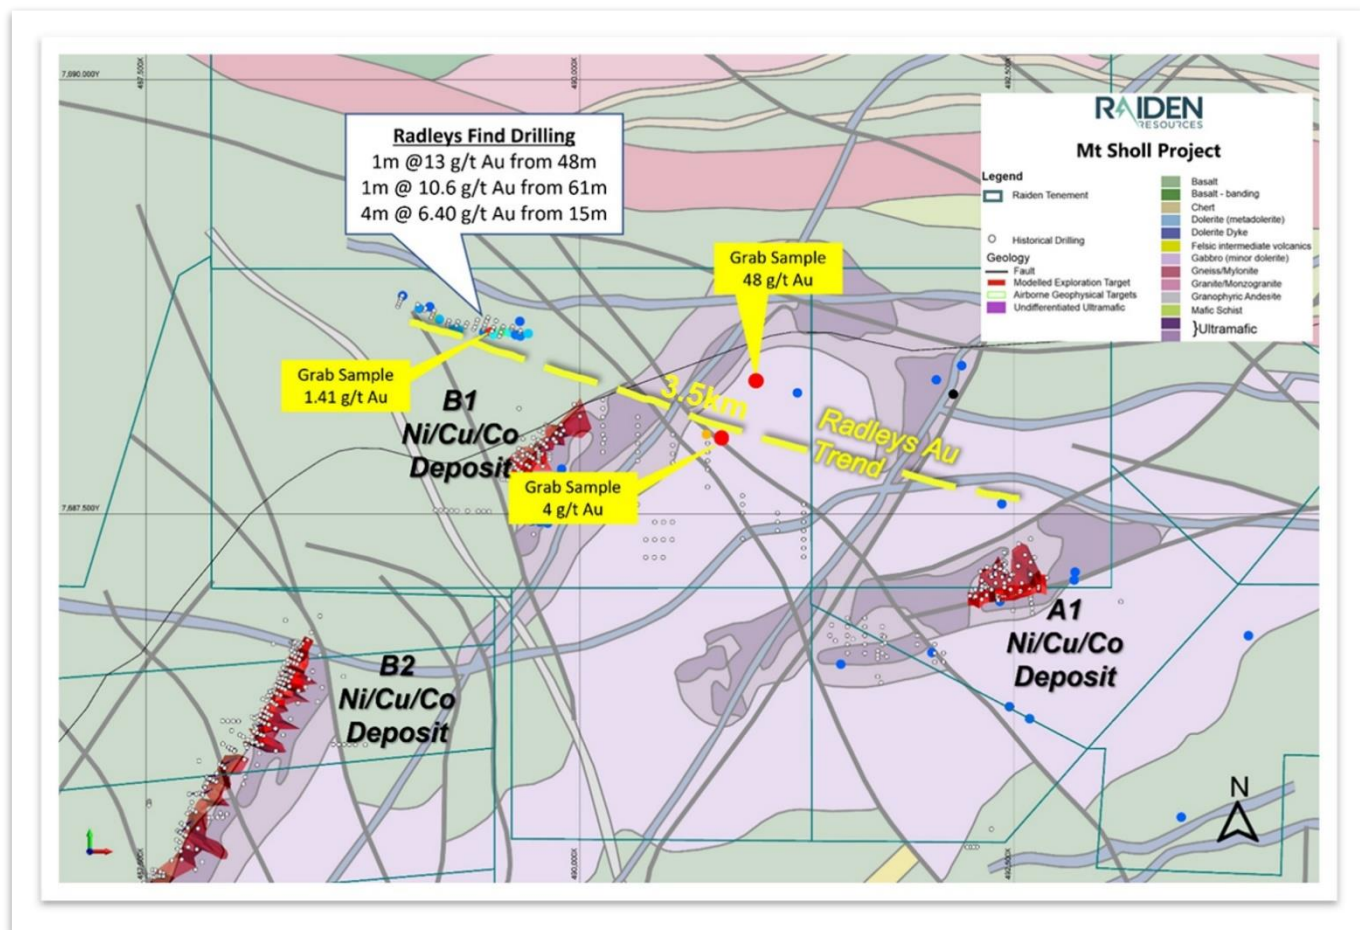 7,690.000Y
490.000X
492.500X
RAIDEN
RESOURCES
Mt Sholl Project
Legend
Raiden Tenement
Historical Drilling
Geology
Fault
Modelled Exploration Target
Airborne Geophysical Targets
Undifferentiated Ultramafic
Basalt
Basalt - banding
Chert
Dolerite (metadolerite)
Dolerite Dyke
Felsic intermediate volcanics
Gabbro (minor dolerite)
Gneiss/Mylonite
Granite/Monzogranite
Granophyric Andesite
Mafic Schist
}Ultramafic
Radleys Find Drilling
1m @13 g/t Au from 48m
1m @ 10.6 g/t Au from 61m
4m @ 6.40 g/t Au from 15m
Grab Sample
48 g/t Au
Grab Sample
1.41 g/t Au
3.5km
Radleys Au
Trend
B1
Ni/Cu/Co
Deposit
Grab Sample
4 g/t Au
7,687.500Y
A1
Ni/Cu/Co
Deposit
B2
Ni/Cu/Co
Deposit
N
490.000X